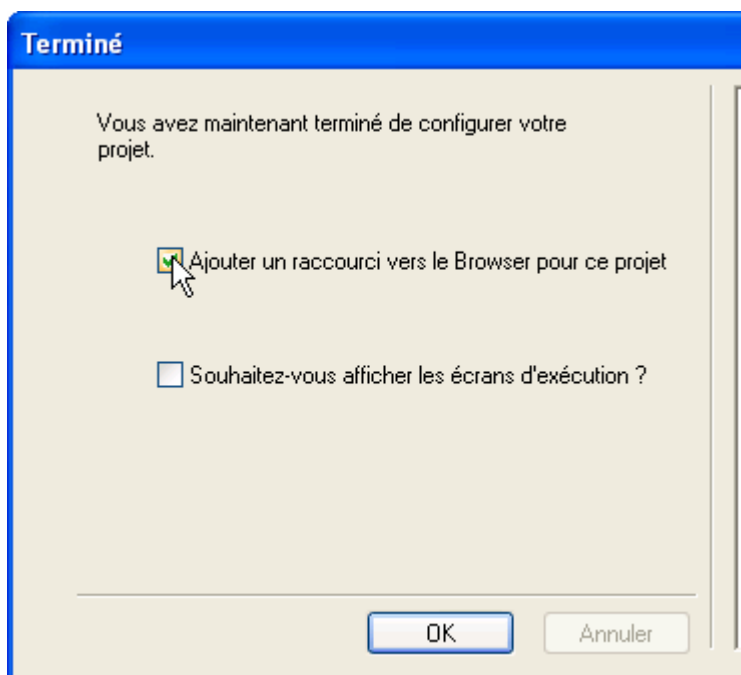 Terminé
Vous avez maintenant terminé de configurer votre
projet.
Ajouter un raccourci vers le Browser pour ce projet
Souhaitez-vous afficher les écrans d'exécution ?
OK
Annuler